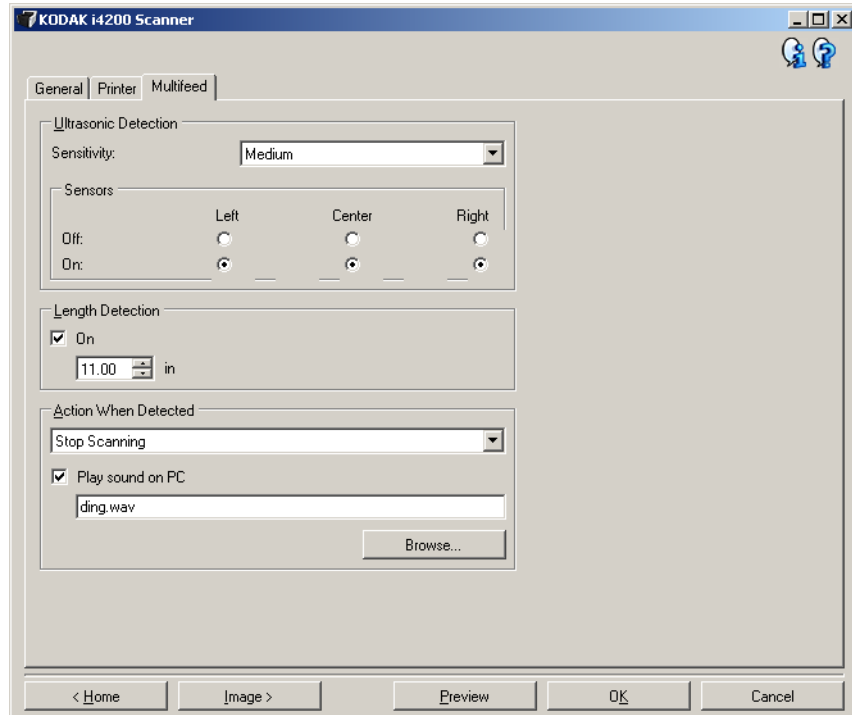 KODAK i4200 Scanner
General Printer Multifeed
Ultrasonic Detection
Sensitivity: Medium
Sensors
Left Center Right
Off:
On:
Length Detection
On
11.00 in
Action When Detected
Stop Scanning
Play sound on PC
ding.wav
Browse...
< Home Image > Preview OK Cancel